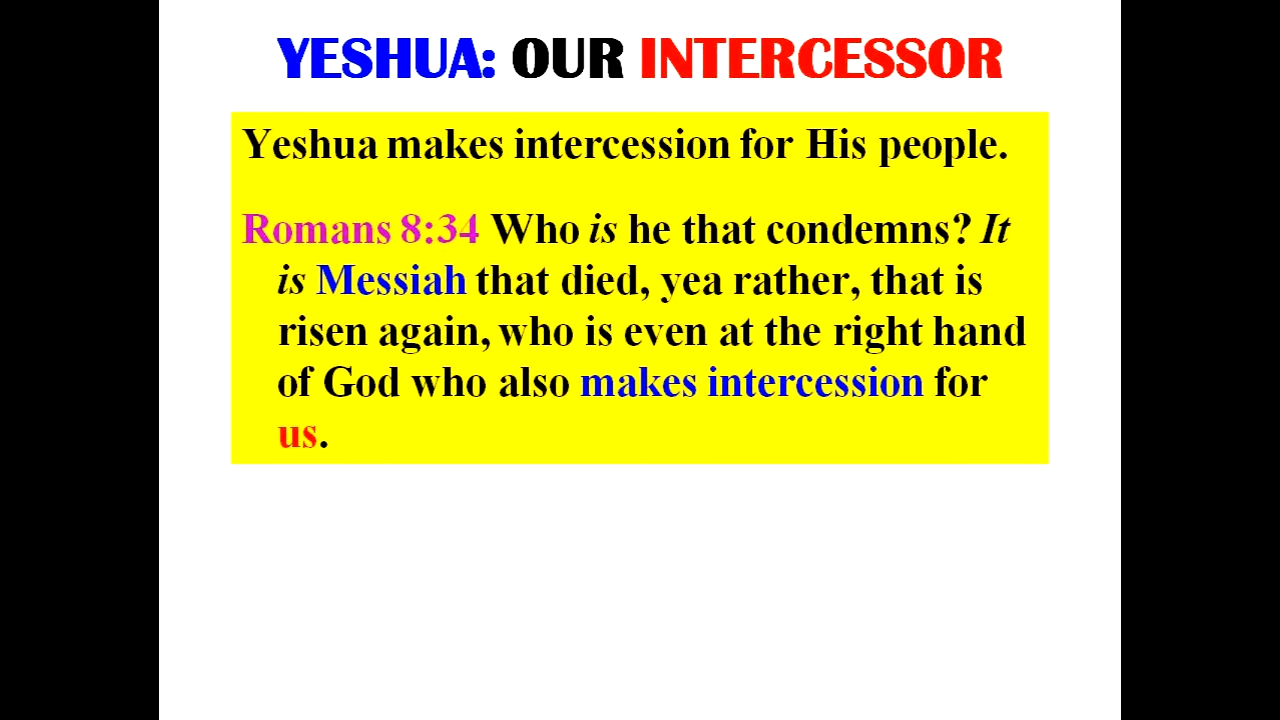 YESHUA: OUR INTERCESSOR
Yeshua makes intercession for His people.
Romans 8:34 Who is he that condemns? It
is Messiah that died, yea rather, that is
risen again, who is even at the right hand
of God who also makes intercession for
us.